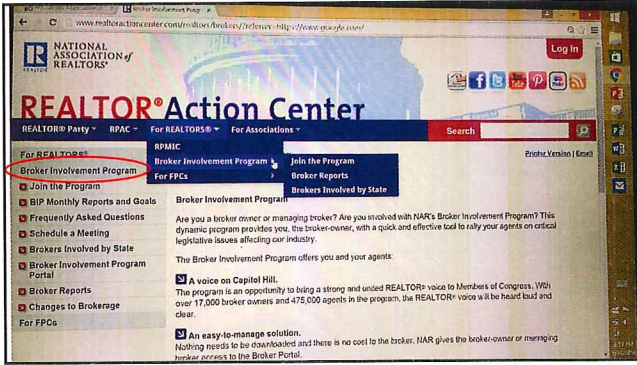 www.realtoractioncenter.com/realtors/brokers/?referrer=https://www.google.com/
NATIONAL
ASSOCIATION of
REALTORS®
REALTOR
Log In
REALTOR® Action Center
REALTOR® Party
RPAC
For REALTORS®
For Associations
Search
For REALTORS®
Broker Involvement Program
Join the Program
BIP Monthly Reports and Goals
Frequently Asked Questions
Schedule a Meeting
Brokers Involved by State
Broker Involvement Program
Portal
Broker Reports
Changes to Brokerage
For FPCs
RPMIC
Broker Involvement Program
For FPCs
Join the Program
Broker Reports
Brokers Involved by State
Printer Version | Email
Broker Involvement Program
Are you a broker owner or managing broker? Are you involved with NAR's Broker Involvement Program? This
dynamic program provides you, the broker-owner, with a quick and effective tool to rally your agents on critical
legislative issues affecting our industry.
The Broker Involvement Program offers you and your agents:
A voice on Capitol Hill.
The program is an opportunity to bring a strong and united REALTOR® voice to Members of Congress. With
over 17,000 broker owners and 475,000 agents in the program, the REALTOR® voice will be heard loud and
clear.
An easy-to-manage solution.
Nothing needs to be downloaded and there is no cost to the broker. NAR gives the broker-owner or managing
broker access to the Broker Portal.